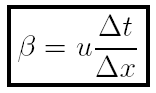 β = u Δt/Δx